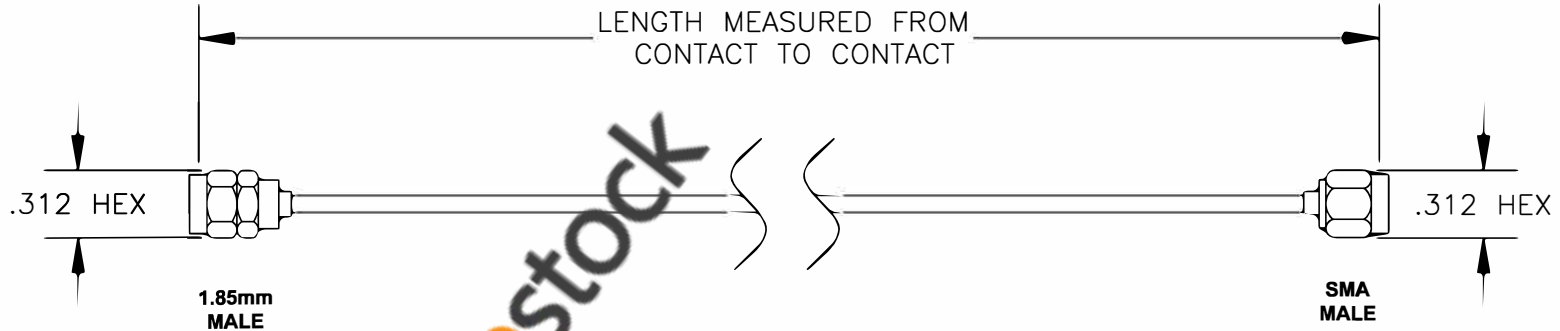 LENGTH MEASURED FROM
CONTACT TO CONTACT
.312 HEX
.312 HEX
stock
1.85mm
MALE
SMA
MALE